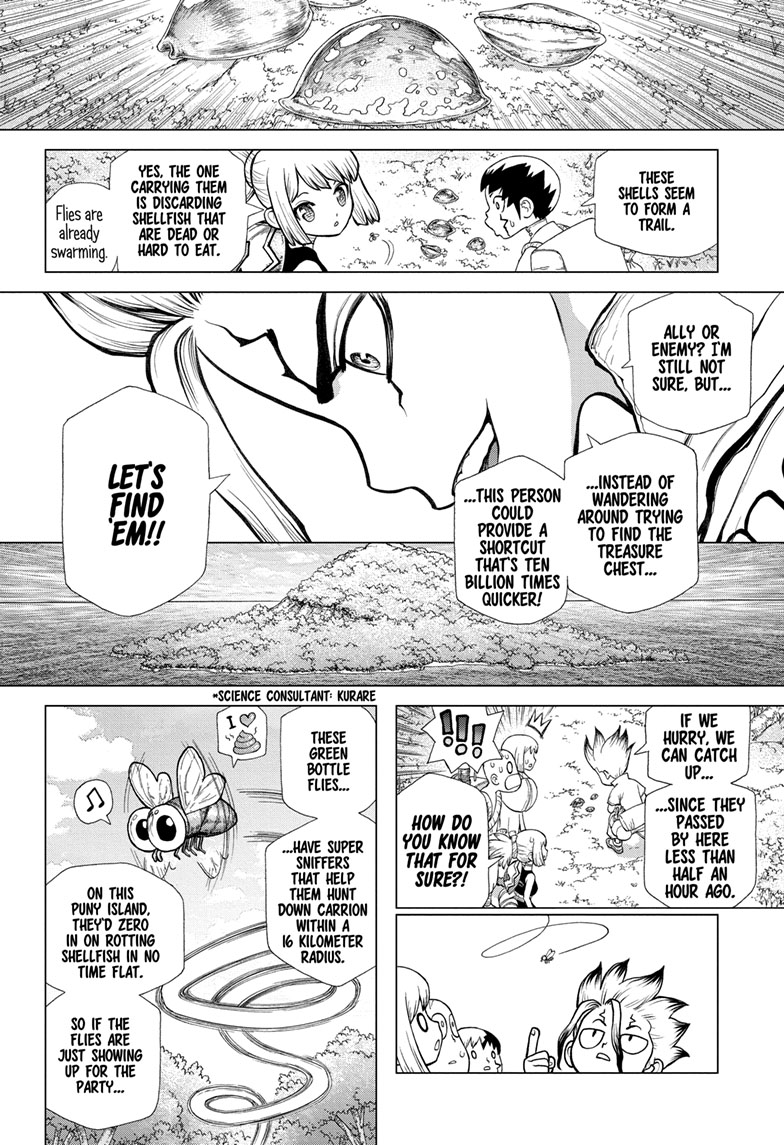 THESE
SHELLS SEEM
TO FORM A
TRAIL.
YES, THE ONE
CARRYING THEM
IS DISCARDING
SHELLFISH THAT
ARE DEAD OR
HARD TO EAT.
Flies are
already
swarming.
ALLY OR
ENEMY? I'M
STILL NOT
SURE, BUT...
...INSTEAD OF
WANDERING
AROUND TRYING
TO FIND THE
TREASURE
CHEST...
...THIS PERSON
COULD
PROVIDE A
SHORTCUT
THAT'S TEN
BILLION TIMES
QUICKER!
LET'S
FIND
'EM!!
*SCIENCE CONSULTANT: KURARE
IF WE
HURRY, WE
CAN CATCH
UP...
...SINCE THEY
PASSED
BY HERE
LESS THAN
HALF AN
HOUR AGO.
!!!
HOW DO
YOU KNOW
THAT FOR
SURE?!
THESE
GREEN
BOTTLE
FLIES...
I
...HAVE SUPER
SNIFFERS
THAT HELP
THEM HUNT
DOWN CARRION
WITHIN A
16 KILOMETER
RADIUS.
ON THIS
PUNY ISLAND,
THEY'D ZERO
IN ON ROTTING
SHELLFISH IN NO
TIME FLAT.
SO IF THE
FLIES ARE
JUST SHOWING
UP FOR THE
PARTY...